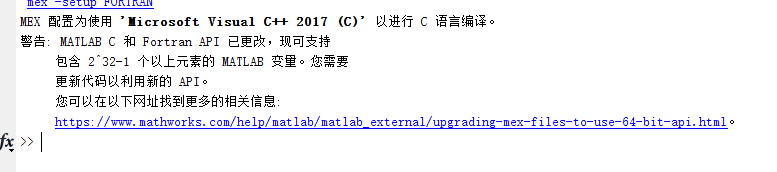 mex -setup FORTRAN
MEX 配置为使用 'Microsoft Visual C++ 2017 (C)' 以进行 C 语言编译。
警告: MATLAB C 和 Fortran API 已更改，现可支持
包含 2^32-1 个以上元素的 MATLAB 变量。您需要
更新代码以利用新的 API。
您可以在以下网址找到更多的相关信息:
https://www.mathworks.com/help/matlab/matlab_external/upgrading-mex-files-to-use-64-bit-api.html。
fx >>